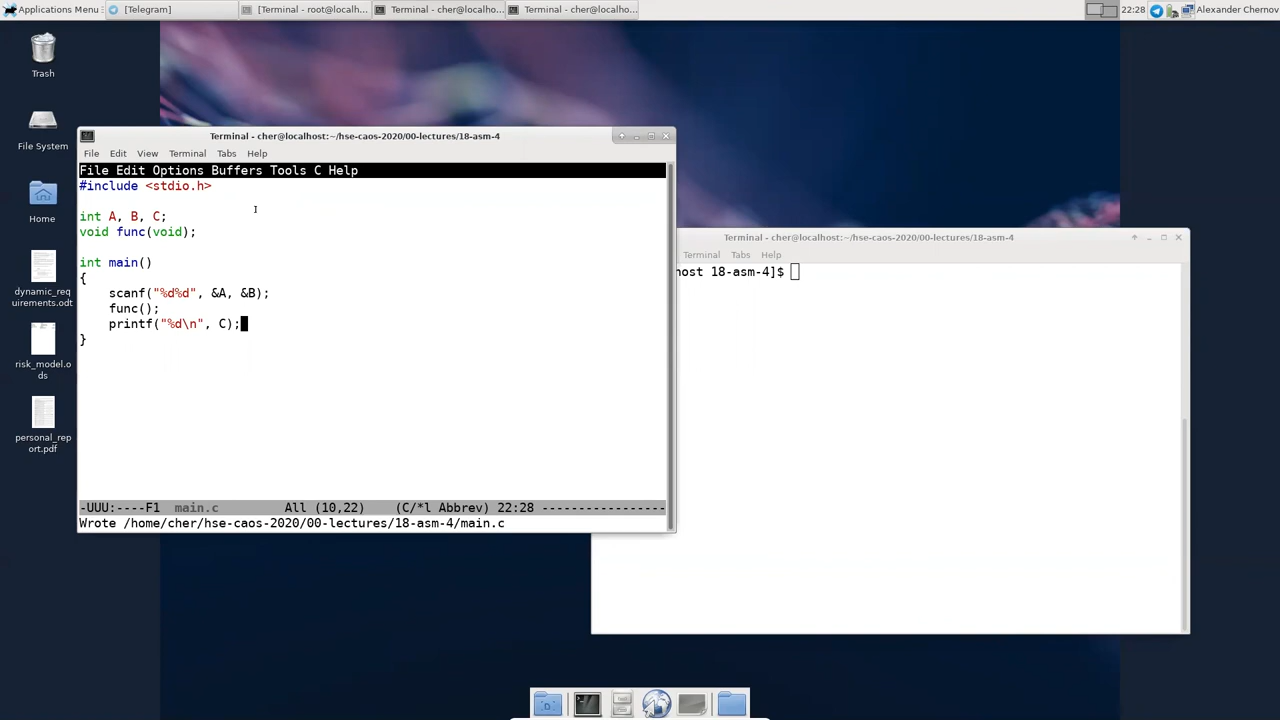 Applications Menu
[Telegram]
[Terminal - root@localh...
Terminal - cher@localho...
Terminal - cher@localho...
22:28
Alexander Chernov
Trash
File System
Home
dynamic_req
uirements.odt
risk_model.o
ds
personal_rep
ort.pdf
Terminal - cher@localhost:~/hse-caos-2020/00-lectures/18-asm-4
File Edit View Terminal Tabs Help
File Edit Options Buffers Tools C Help
#include <stdio.h>
int A, B, C;
void func(void);
int main()
{
    scanf("%d%d", &A, &B);
    func();
    printf("%d\n", C);
}
-UUU:----F1  main.c         All (10,22)    (C/*l Abbrev) 22:28 -----------------
Wrote /home/cher/hse-caos-2020/00-lectures/18-asm-4/main.c
Terminal - cher@localhost:~/hse-caos-2020/00-lectures/18-asm-4
Terminal Tabs Help
host 18-asm-4]$